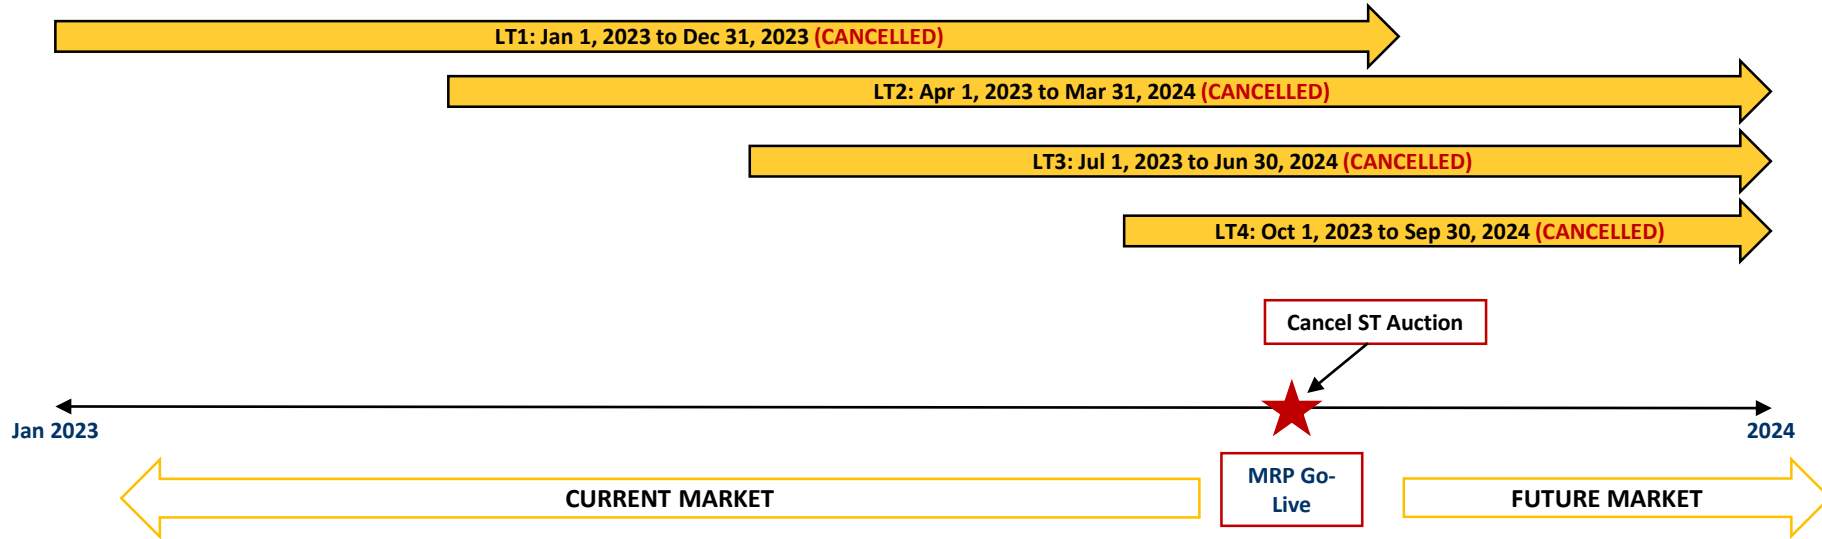 LT1: Jan 1, 2023 to Dec 31, 2023 (CANCELLED)
LT2: Apr 1, 2023 to Mar 31, 2024 (CANCELLED)
LT3: Jul 1, 2023 to Jun 30, 2024 (CANCELLED)
LT4: Oct 1, 2023 to Sep 30, 2024 (CANCELLED)
Cancel ST Auction
Jan 2023
2024
CURRENT MARKET
MRP Go-
Live
FUTURE MARKET